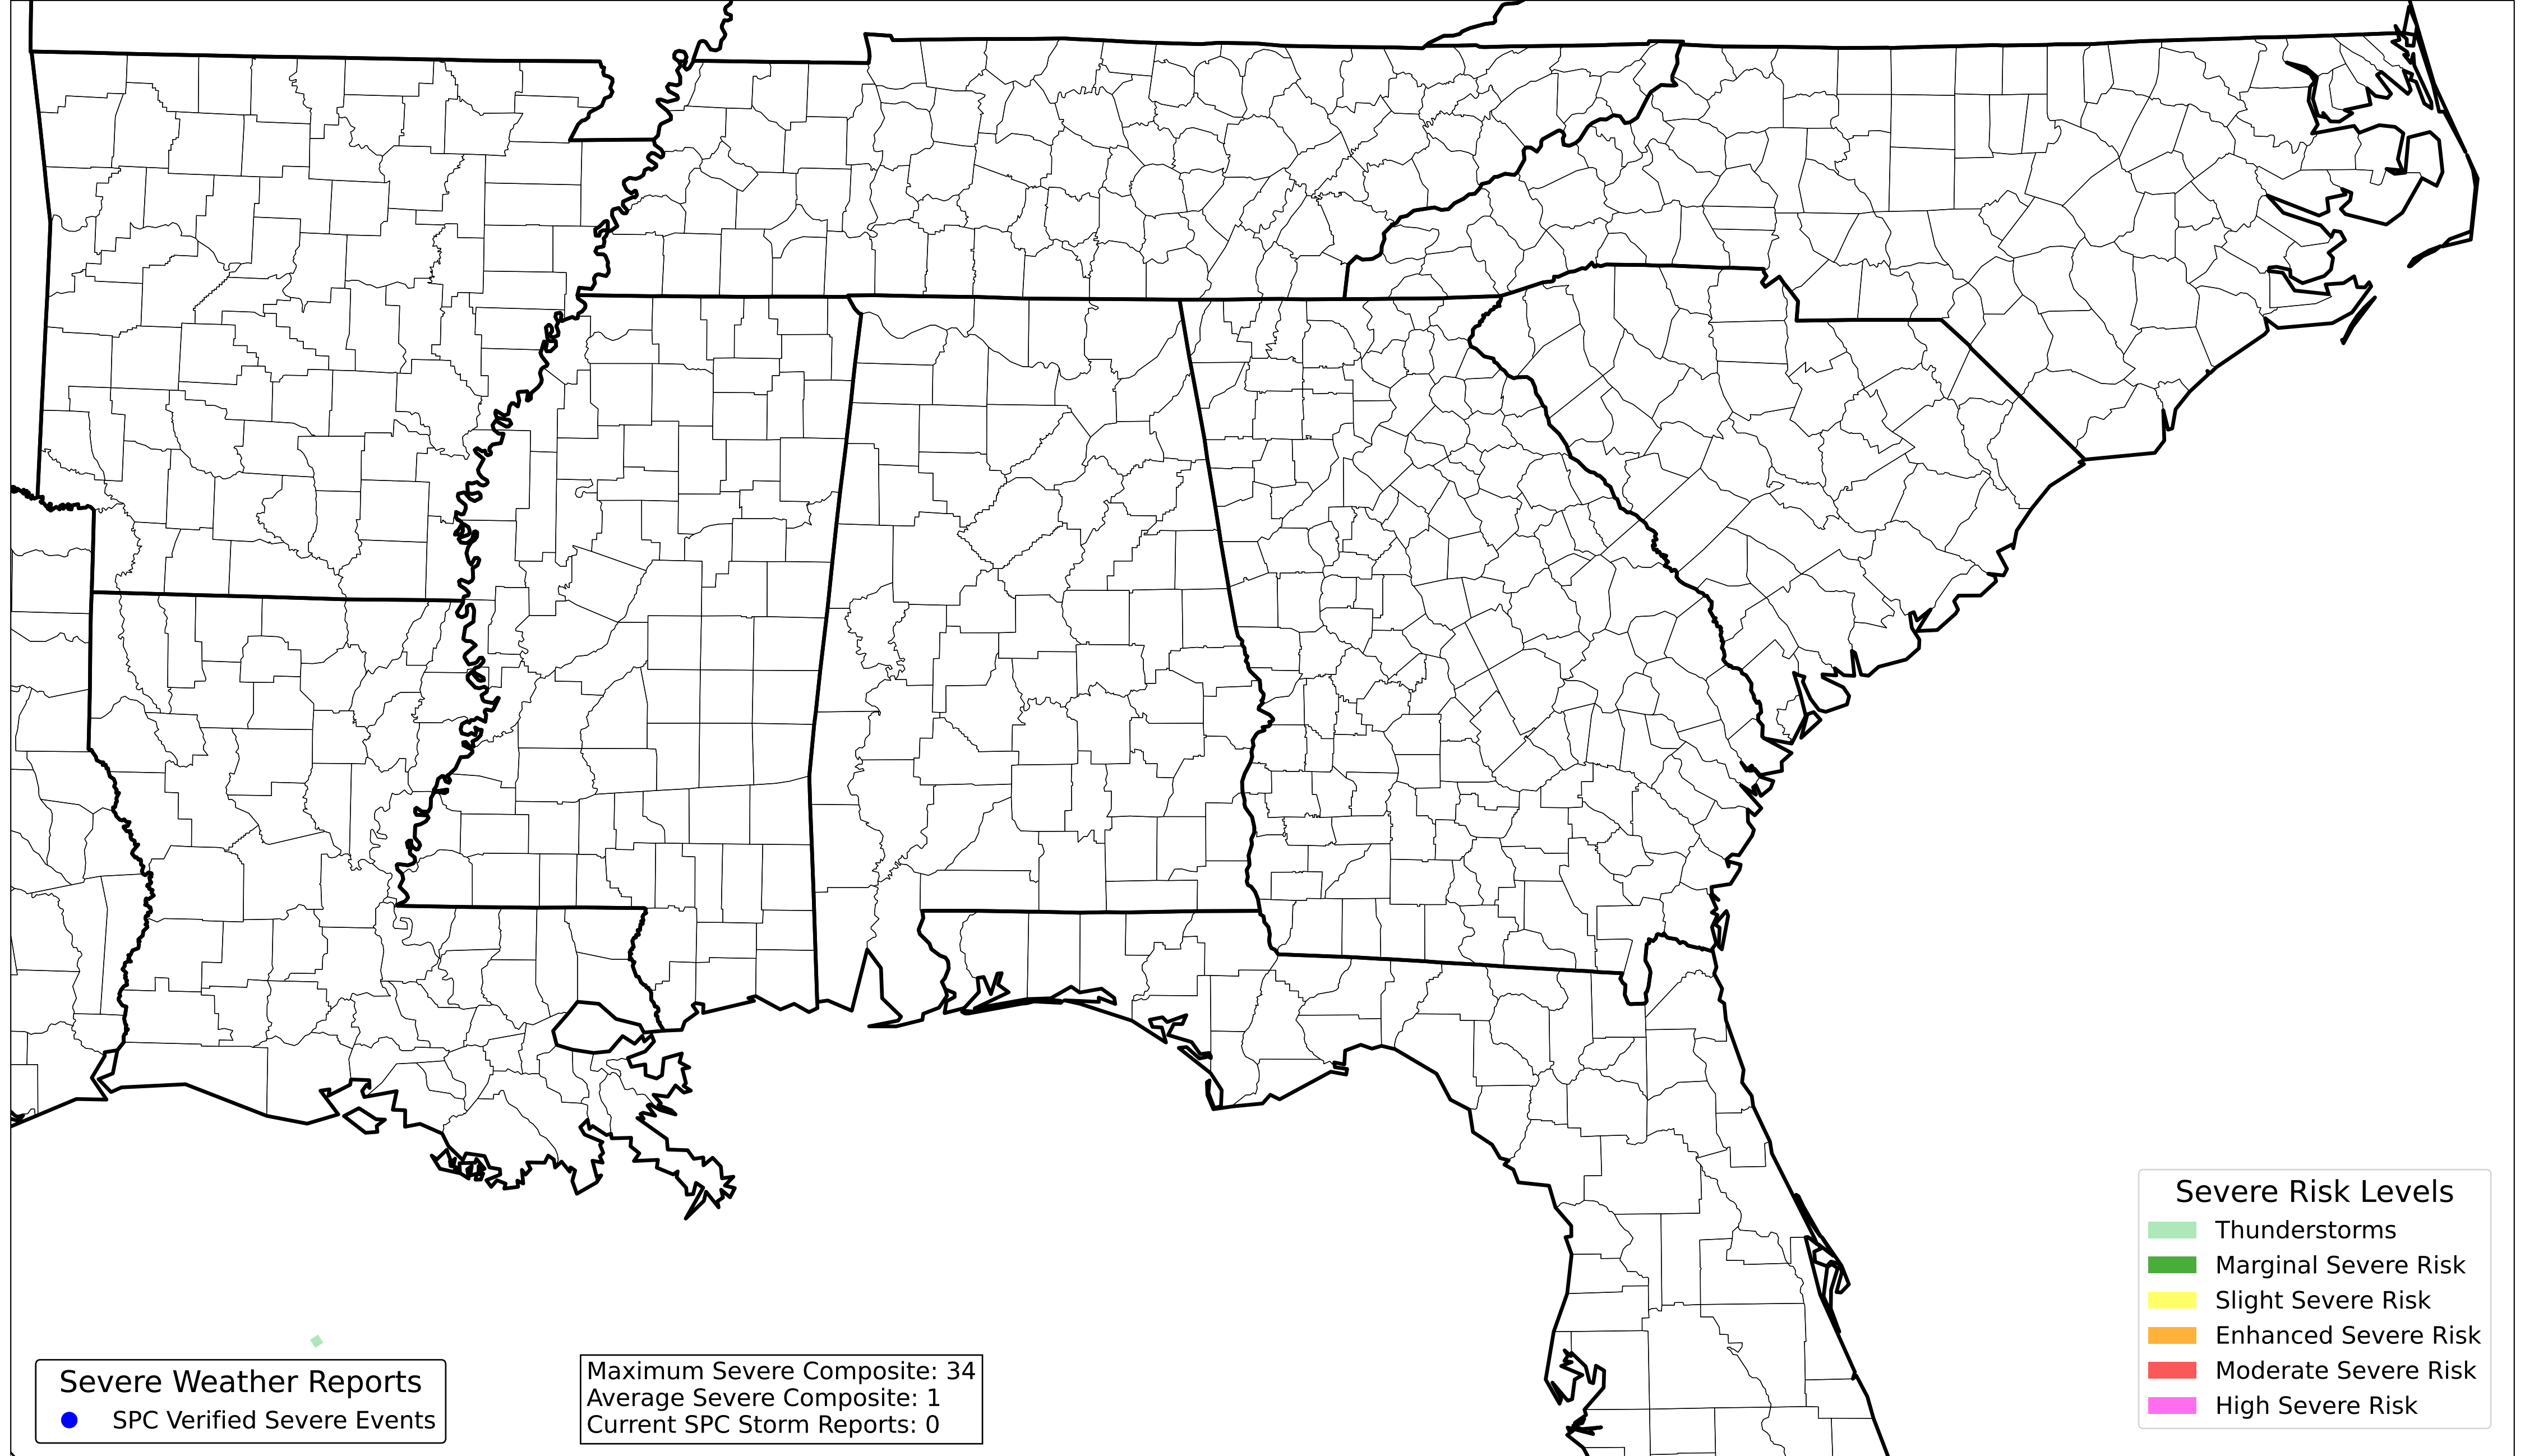 Severe Weather Reports
SPC Verified Severe Events
Maximum Severe Composite: 34
Average Severe Composite: 1
Current SPC Storm Reports: 0
Severe Risk Levels
Thunderstorms
Marginal Severe Risk
Slight Severe Risk
Enhanced Severe Risk
Moderate Severe Risk
High Severe Risk